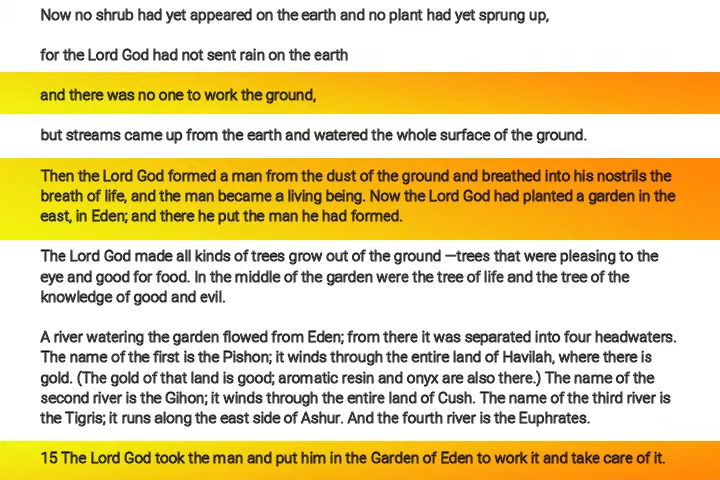 Now no shrub had yet appeared on the earth and no plant had yet sprung up,
for the Lord God had not sent rain on the earth
and there was no one to work the ground,
but streams came up from the earth and watered the whole surface of the ground.
Then the Lord God formed a man from the dust of the ground and breathed into his nostrils the
breath of life, and the man became a living being. Now the Lord God had planted a garden in the
east, in Eden; and there he put the man he had formed.
The Lord God made all kinds of trees grow out of the ground —trees that were pleasing to the
eye and good for food. In the middle of the garden were the tree of life and the tree of the
knowledge of good and evil.
A river watering the garden flowed from Eden; from there it was separated into four headwaters.
The name of the first is the Pishon; it winds through the entire land of Havilah, where there is
gold. (The gold of that land is good; aromatic resin and onyx are also there.) The name of the
second river is the Gihon; it winds through the entire land of Cush. The name of the third river is
the Tigris; it runs along the east side of Ashur. And the fourth river is the Euphrates.
15 The Lord God took the man and put him in the Garden of Eden to work it and take care of it.